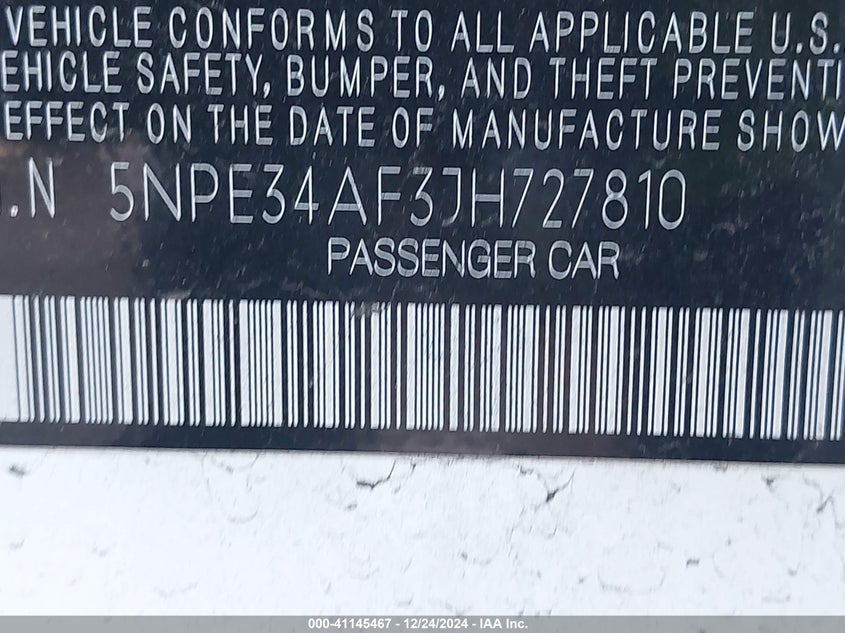 VEHICLE CONFORMS TO ALL APPLICABLE U.S.
EHICLE SAFETY, BUMPER, AND THEFT PREVENTI
EFFECT ON THE DATE OF MANUFACTURE SHOW
.N 5NPE34AF3JH727810
PASSENGER CAR
000-41145467 - 12/24/2024 - IAA Inc.